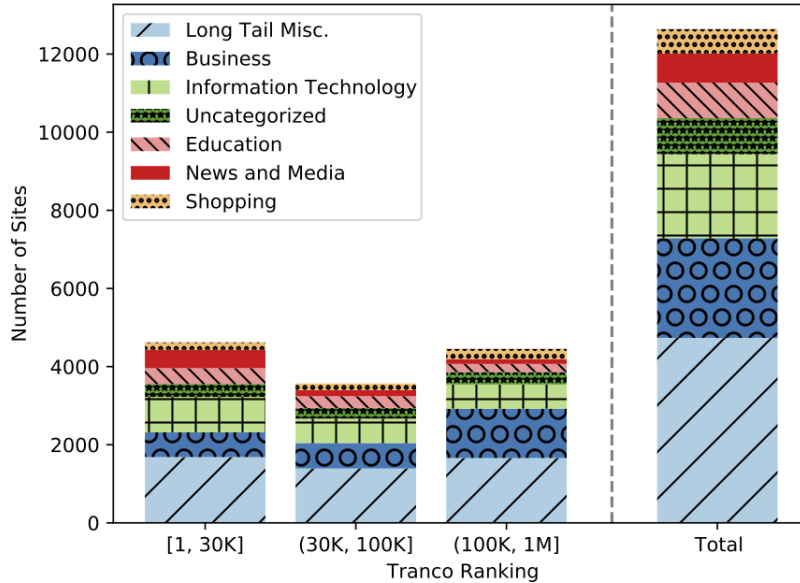 Number of Sites
12000
10000
8000
6000
4000
2000
0
Long Tail Misc.
Business
Information Technology
Uncategorized
Education
News and Media
Shopping
[1, 30K]
(30K, 100K]
(100K, 1M]
Total
Tranco Ranking